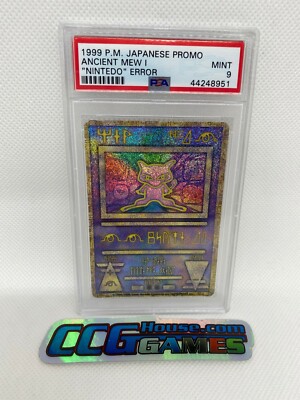 1999 P.M. JAPANESE PROMO
ANCIENT MEW I
"NINTEDO" ERROR
MINT
9
PSA
44248951
CCGHouse.com
GAMES